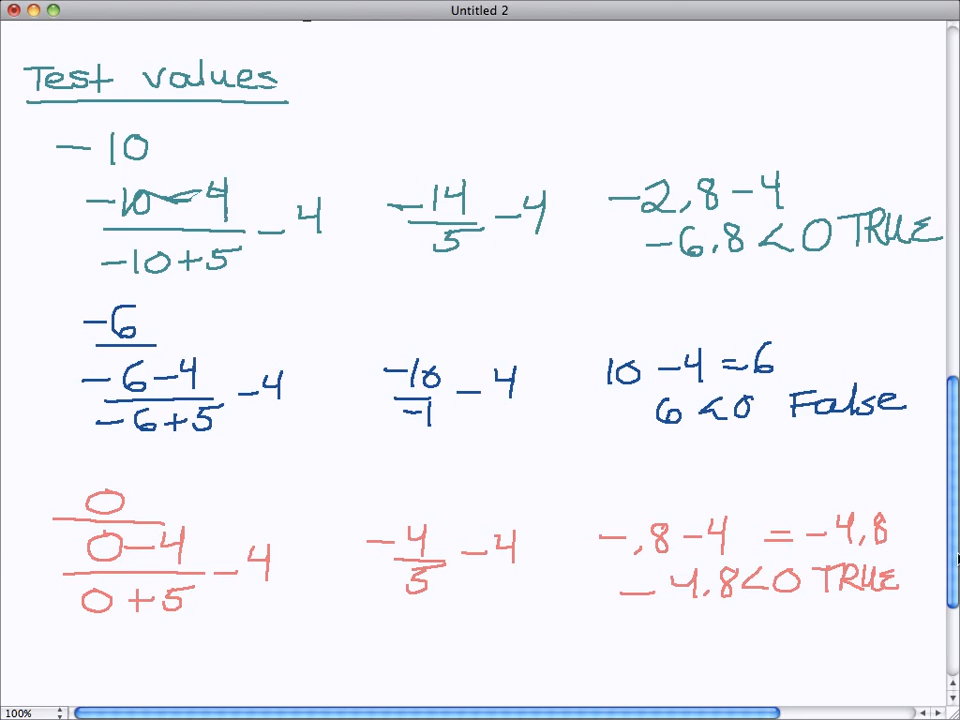 Untitled 2
Test values
-10
-10-4 / -10+5 - 4    -14 / 5 - 4    -2,8-4
-6.8<0 TRUE
-6
-6-4 / -6+5 -4    -10 / -1 - 4    10 -4 =6
6 <0 False
0
0-4 / 0+5 - 4    -4 / 5 - 4    -,8-4 = -4,8
-4.8<0 TRUE
100%